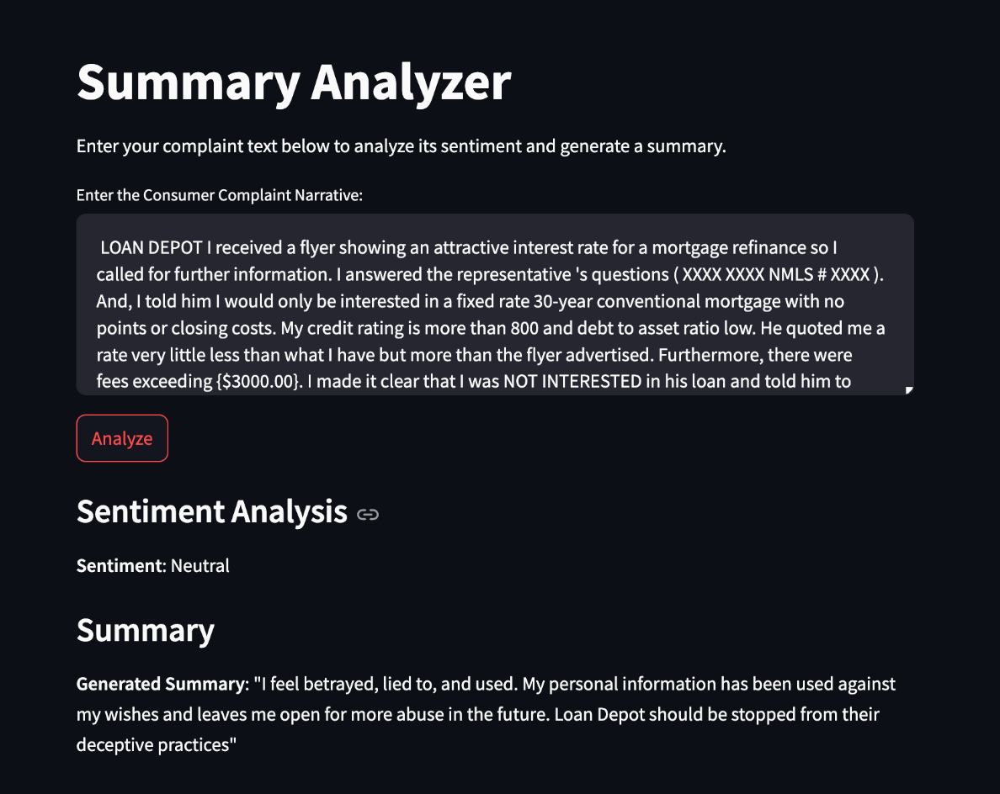 Summary Analyzer
Enter your complaint text below to analyze its sentiment and generate a summary.
Enter the Consumer Complaint Narrative:
LOAN DEPOT I received a flyer showing an attractive interest rate for a mortgage refinance so I
called for further information. I answered the representative 's questions ( XXXX XXXX NMLS # XXXX ).
And, I told him I would only be interested in a fixed rate 30-year conventional mortgage with no
points or closing costs. My credit rating is more than 800 and debt to asset ratio low. He quoted me a
rate very little less than what I have but more than the flyer advertised. Furthermore, there were
fees exceeding {$3000.00}. I made it clear that I was NOT INTERESTED in his loan and told him to
Analyze
Sentiment Analysis
Sentiment: Neutral
Summary
Generated Summary: "I feel betrayed, lied to, and used. My personal information has been used against
my wishes and leaves me open for more abuse in the future. Loan Depot should be stopped from their
deceptive practices"